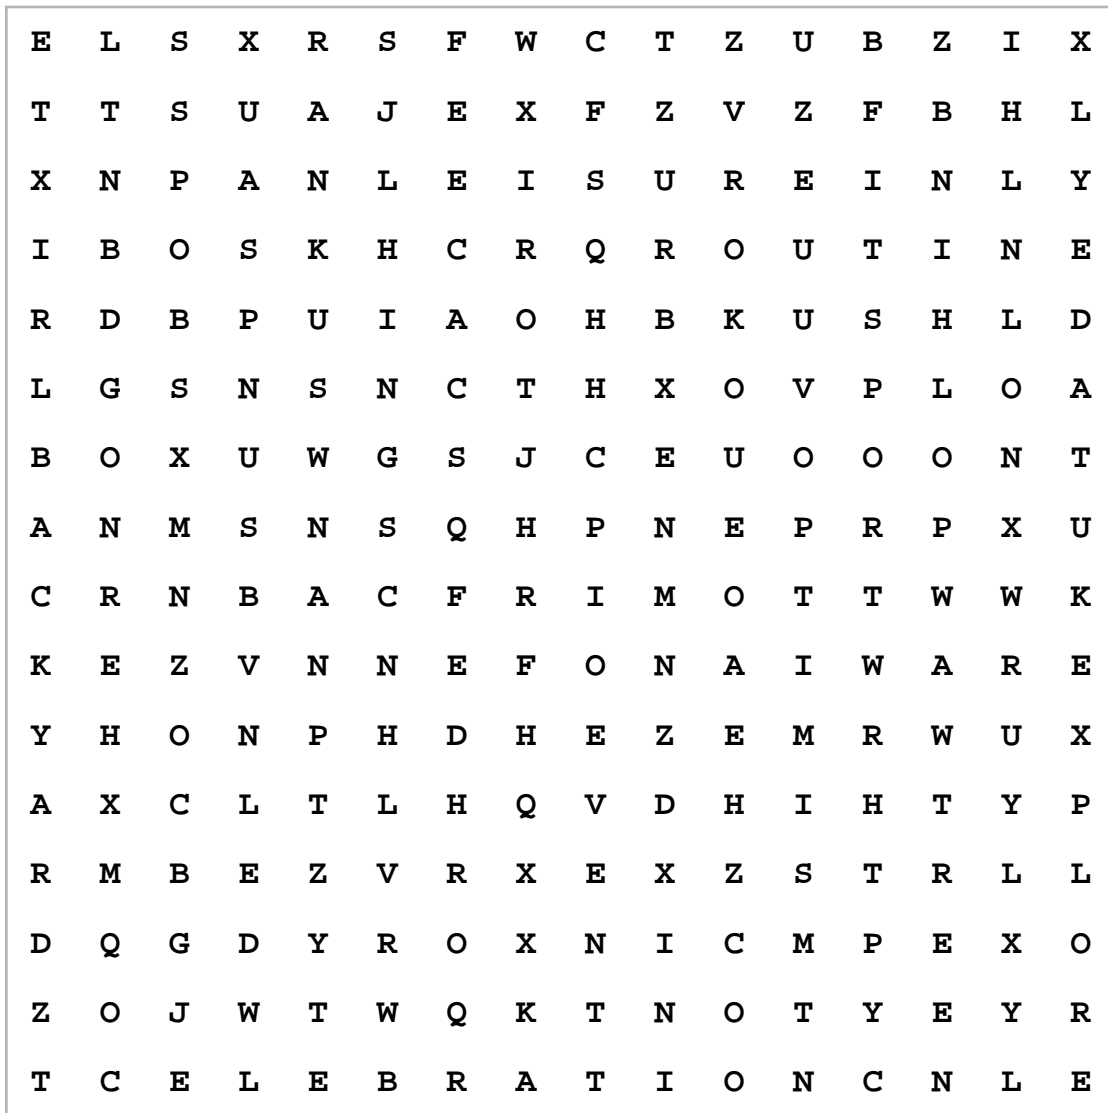 E L S X R S F W C T Z U B Z I X
T T S U A J E X F Z V Z F B H L
X N P A N L E I S U R E I N L Y
I B O S K H C R Q R O U T I N E
R D B P U I A O H B K U S H L D
L G S N S N C T H X O V P L O A
B O X U W G S J C E U O O O N T
A N M S N S Q H P N E P R P X U
C R N B A C F R I M O T T W W K
K E Z V N N E F O N A I W A R E
Y H O N P H D H E Z E M R W U X
A X C L T L H Q V D H I H T Y P
R M B E Z V R X E X Z S T R L L
D Q G D Y R O X N I C M P E X O
Z O J W T W Q K T N O T Y E Y R
T C E L E B R A T I O N C N L E